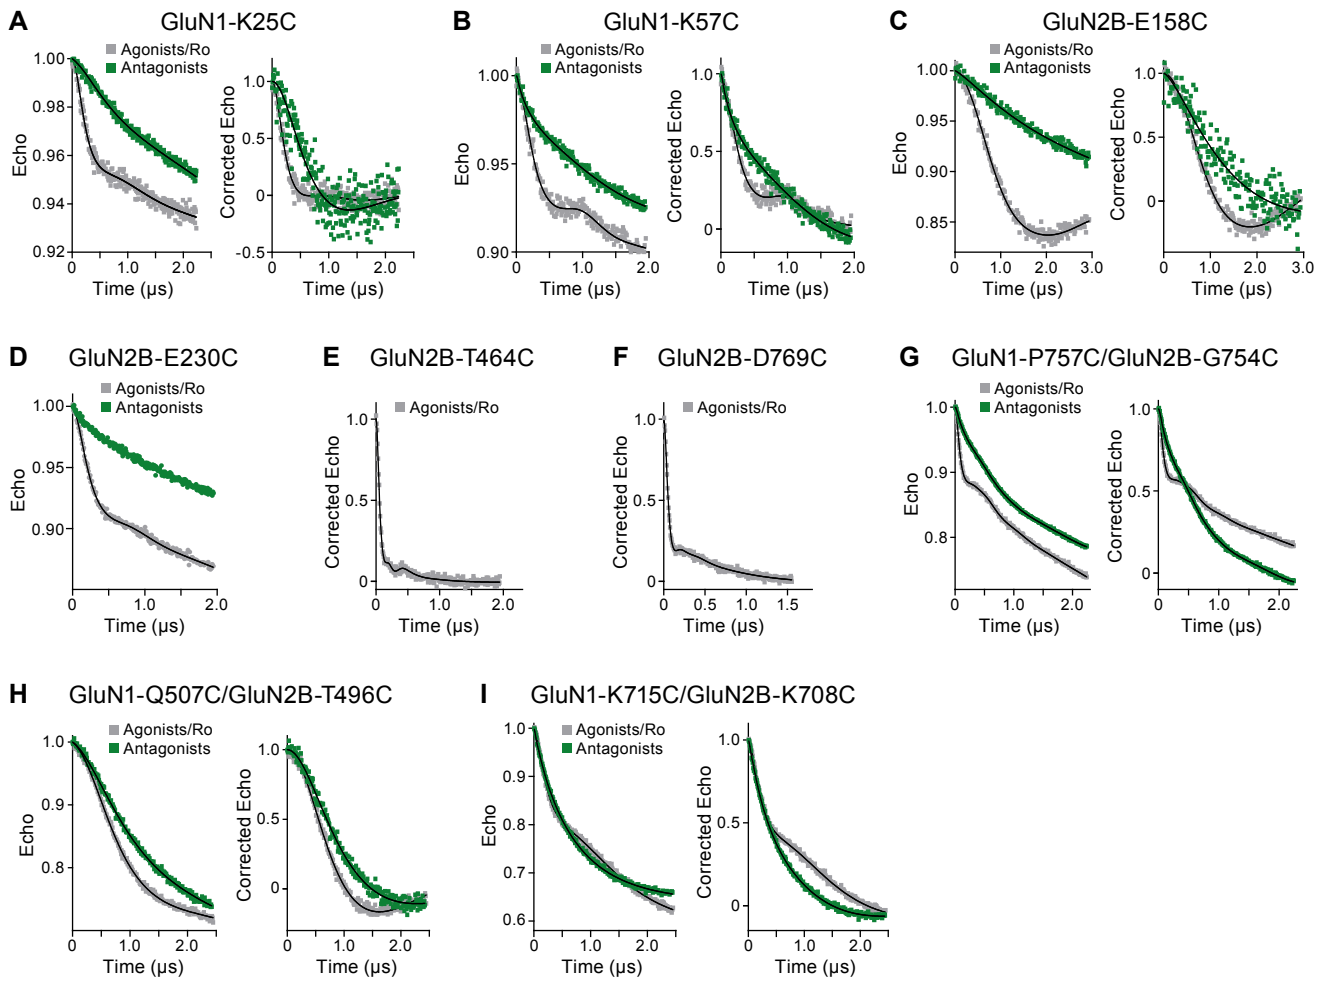 A GluN1-K25C
Agonists/Ro
Antagonists
1.00
0.98
0.96
0.94
0.92
Echo
0 1.0 2.0
Time (µs)
1.0
0.5
0
-0.5
Corrected Echo
0 1.0 2.0
Time (µs)
B GluN1-K57C
Agonists/Ro
Antagonists
1.00
0.95
0.90
Echo
0 1.0 2.0
Time (µs)
1.0
0.5
0
Corrected Echo
0 1.0 2.0
Time (µs)
C GluN2B-E158C
Agonists/Ro
Antagonists
1.00
0.95
0.90
0.85
Echo
0 1.0 2.0 3.0
Time (µs)
1.0
0.5
0
Corrected Echo
0 1.0 2.0 3.0
Time (µs)
D GluN2B-E230C
Agonists/Ro
Antagonists
1.00
0.95
0.90
Echo
0 1.0 2.0
Time (µs)
E GluN2B-T464C
Agonists/Ro
1.0
0.5
0
Corrected Echo
0 1.0 2.0
Time (µs)
F GluN2B-D769C
Agonists/Ro
1.0
0.5
0
Corrected Echo
0 0.5 1.0 1.5
Time (µs)
G GluN1-P757C/GluN2B-G754C
Agonists/Ro
Antagonists
1.0
0.9
0.8
Echo
0 1.0 2.0
Time (µs)
1.0
0.5
0
Corrected Echo
0 1.0 2.0
Time (µs)
H GluN1-Q507C/GluN2B-T496C
Agonists/Ro
Antagonists
1.0
0.9
0.8
Echo
0 1.0 2.0
Time (µs)
1.0
0.5
0
Corrected Echo
0 1.0 2.0
Time (µs)
I GluN1-K715C/GluN2B-K708C
Agonists/Ro
Antagonists
1.0
0.9
0.8
0.7
0.6
Echo
0 1.0 2.0
Time (µs)
1.0
0.5
0
Corrected Echo
0 1.0 2.0
Time (µs)